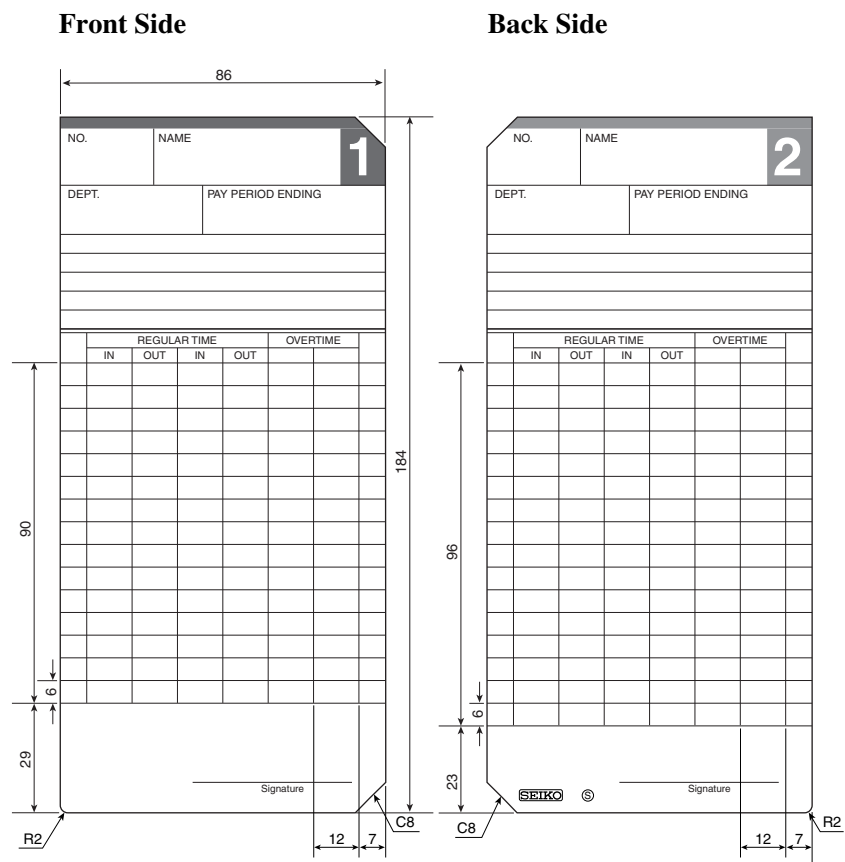 Front Side
86
NO. NAME 1
DEPT. PAY PERIOD ENDING
REGULAR TIME OVERTIME
IN OUT IN OUT
184
90
6
29
Signature
R2 C8
12 7
Back Side
NO. NAME 2
DEPT. PAY PERIOD ENDING
REGULAR TIME OVERTIME
IN OUT IN OUT
96
6
23
Signature
SEIKO S
C8 R2
12 7